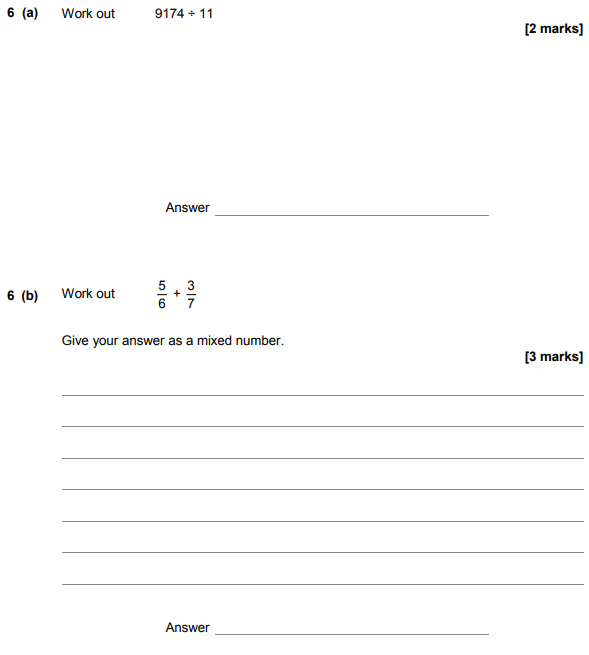 6 (a) Work out 9174 ÷ 11
[2 marks]
Answer
6 (b) Work out 5/6 + 3/7
Give your answer as a mixed number.
[3 marks]
Answer